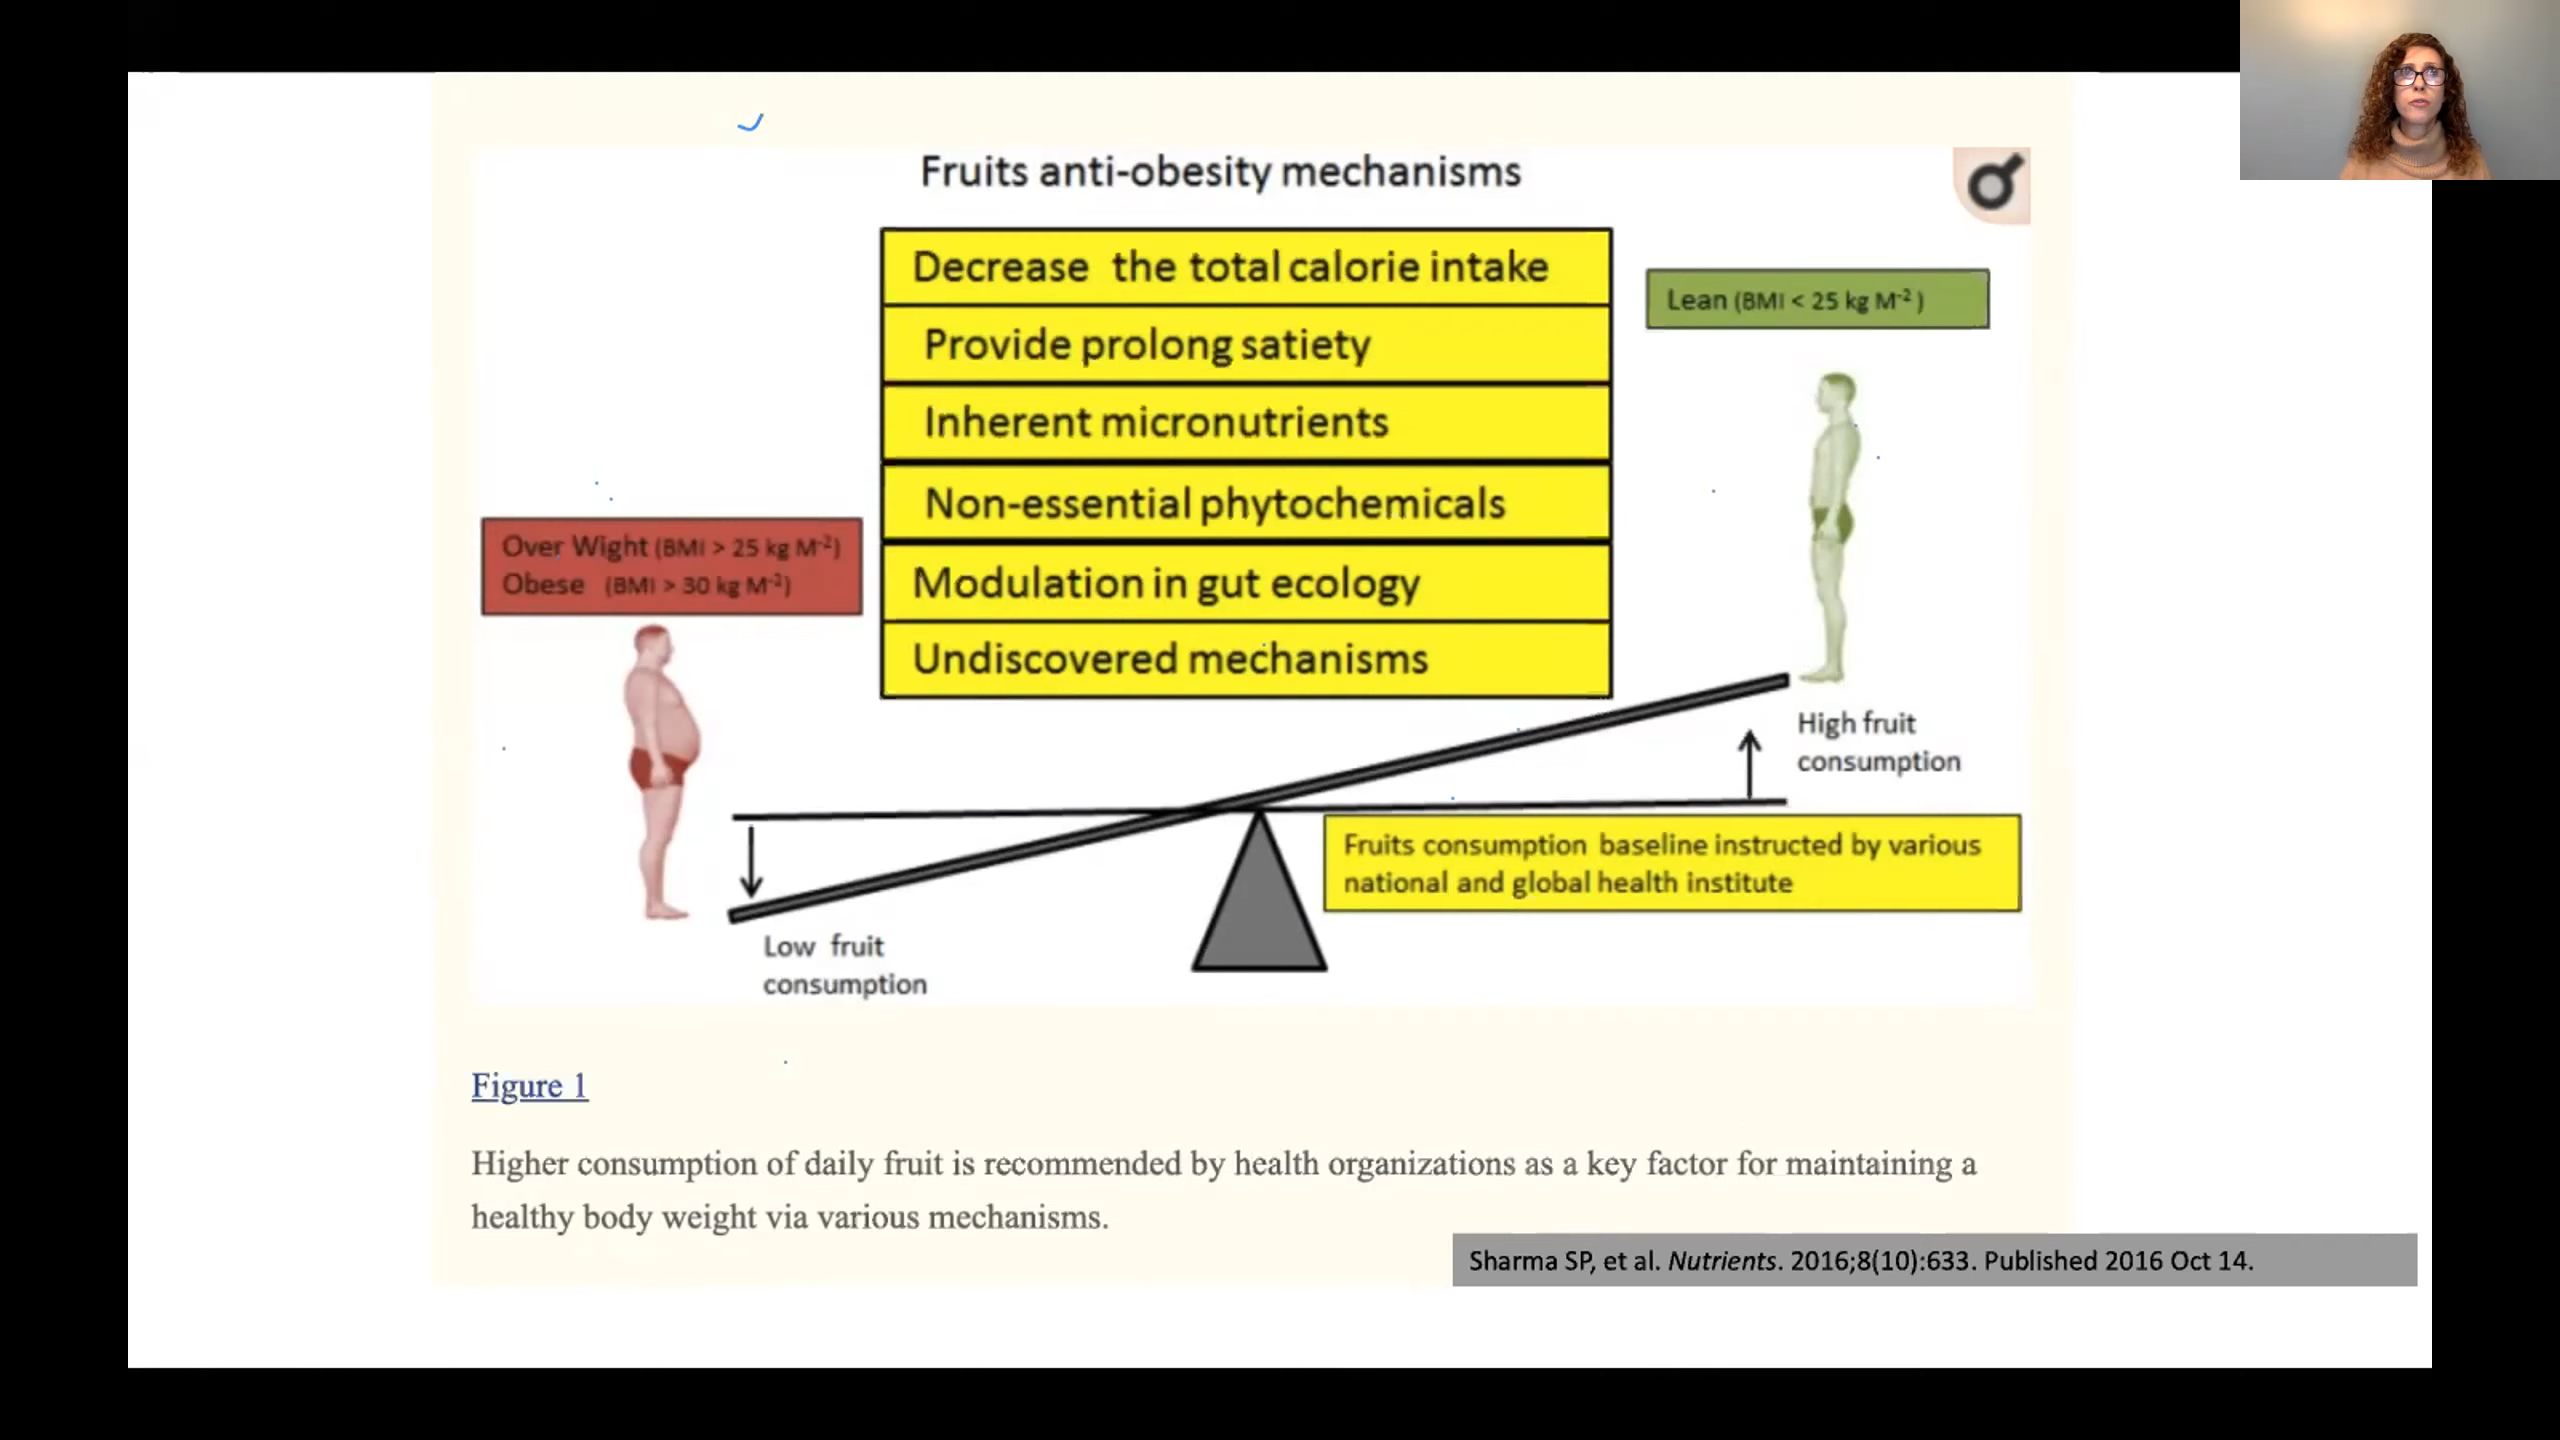 Fruits anti-obesity mechanisms
Decrease the total calorie intake
Provide prolong satiety
Inherent micronutrients
Non-essential phytochemicals
Modulation in gut ecology
Undiscovered mechanisms
Lean (BMI < 25 kg M⁻²)
Over Wight (BMI > 25 kg M⁻²)
Obese (BMI > 30 kg M⁻²)
High fruit
consumption
Fruits consumption baseline instructed by various
national and global health institute
Low fruit
consumption
Figure 1
Higher consumption of daily fruit is recommended by health organizations as a key factor for maintaining a
healthy body weight via various mechanisms.
Sharma SP, et al. Nutrients. 2016;8(10):633. Published 2016 Oct 14.